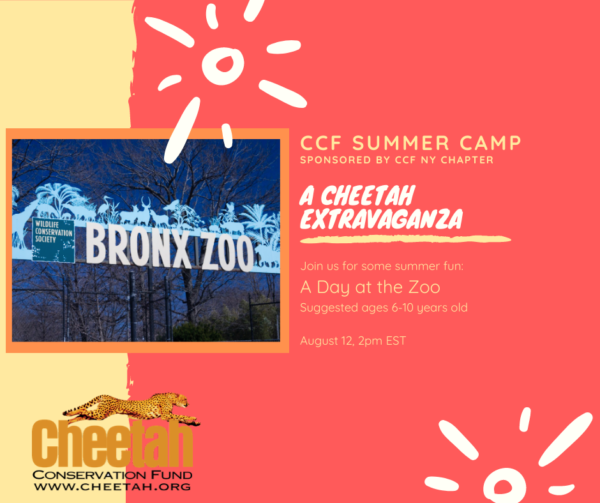 CCF SUMMER CAMP
SPONSORED BY CCF NY CHAPTER
A CHEETAH
EXTRAVAGANZA
Join us for some summer fun:
A Day at the Zoo
Suggested ages 6-10 years old
August 12, 2pm EST
WILDLIFE
CONSERVATION
SOCIETY
BRONX ZOO
Cheetah
CONSERVATION FUND
WWW.CHEETAH.ORG